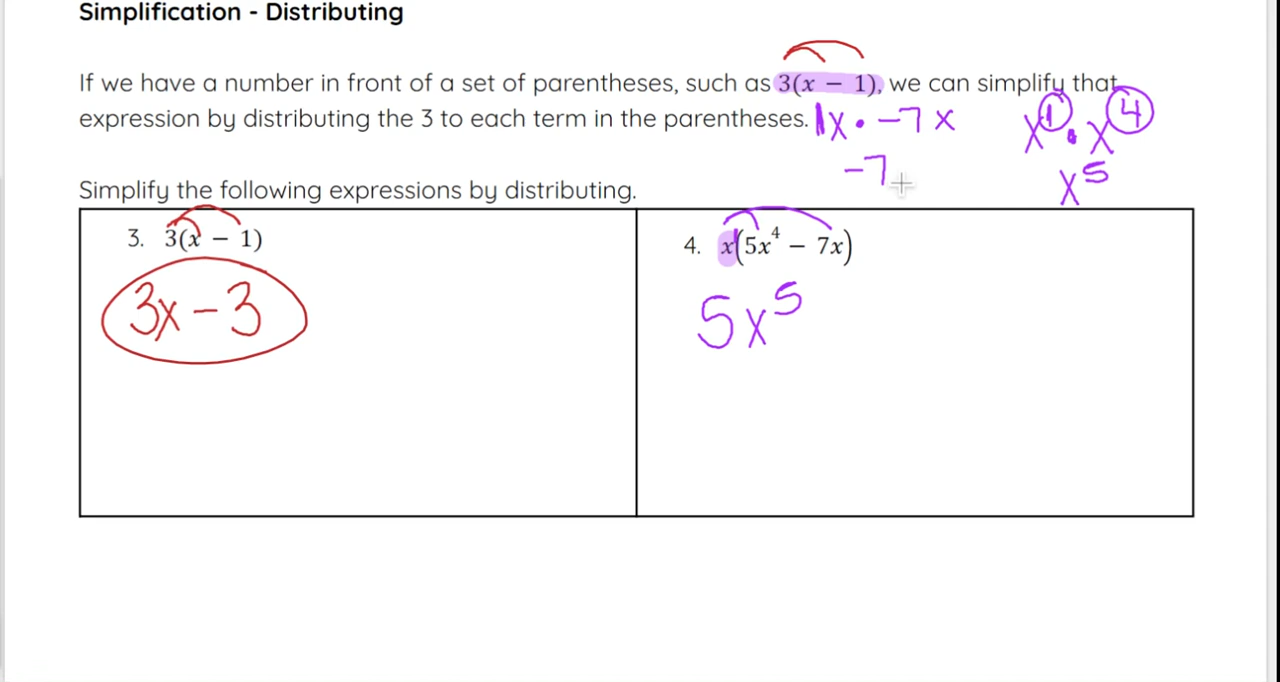 Simplification - Distributing
If we have a number in front of a set of parentheses, such as 3(x − 1), we can simplify that
expression by distributing the 3 to each term in the parentheses. 1x • −7x x¹ • x⁴
−7 x⁵
Simplify the following expressions by distributing.
3. 3(x − 1)
3x − 3
4. x(5x⁴ − 7x)
5x⁵